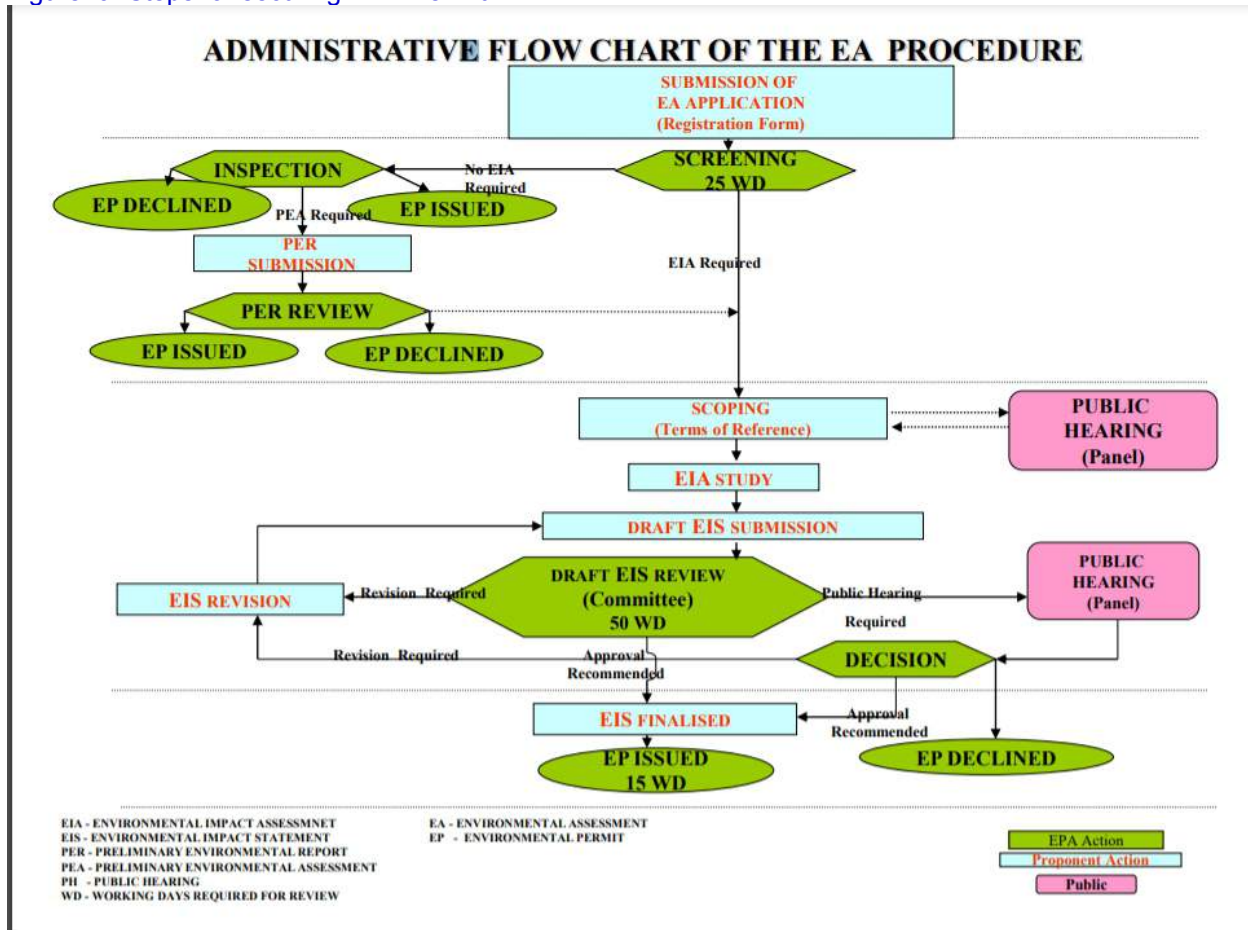 ADMINISTRATIVE FLOW CHART OF THE EA PROCEDURE
SUBMISSION OF
EA APPLICATION
(Registration Form)
SCREENING
25 WD
No EIA
Required
INSPECTION
EP DECLINED
EP ISSUED
PEA Required
PER
SUBMISSION
EIA Required
PER REVIEW
EP ISSUED
EP DECLINED
SCOPING
(Terms of Reference)
PUBLIC
HEARING
(Panel)
EIA STUDY
DRAFT EIS SUBMISSION
DRAFT EIS REVIEW
(Committee)
50 WD
Revision Required
EIS REVISION
Public Hearing
Required
PUBLIC
HEARING
(Panel)
Revision Required
Approval
Recommended
DECISION
EIS FINALISED
Approval
Recommended
EP ISSUED
15 WD
EP DECLINED
EIA - ENVIRONMENTAL IMPACT ASSESSMNET
EIS - ENVIRONMENTAL IMPACT STATEMENT
PER - PRELIMINARY ENVIRONMENTAL REPORT
PEA - PRELIMINARY ENVIRONMENTAL ASSESSMENT
PH - PUBLIC HEARING
WD - WORKING DAYS REQUIRED FOR REVIEW
EA - ENVIRONMENTAL ASSESSMENT
EP - ENVIRONMENTAL PERMIT
EPA Action
Proponent Action
Public